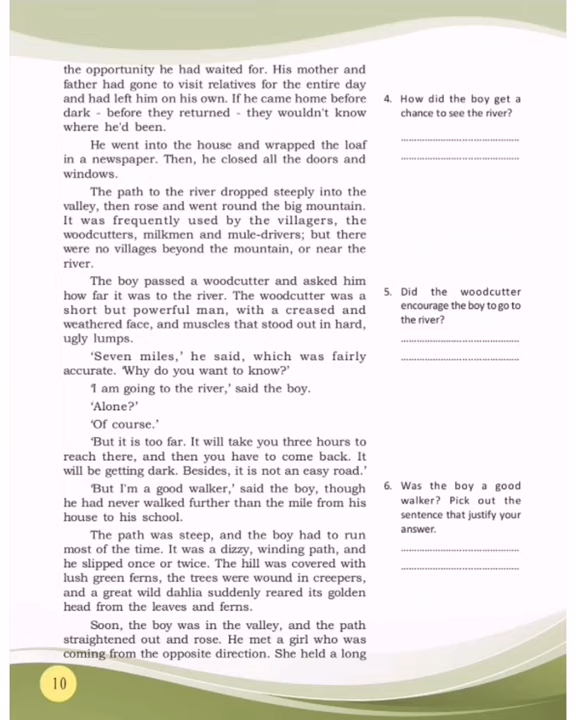 the opportunity he had waited for. His mother and
father had gone to visit relatives for the entire day
and had left him on his own. If he came home before
dark - before they returned - they wouldn't know
where he'd been.
He went into the house and wrapped the loaf
in a newspaper. Then, he closed all the doors and
windows.
The path to the river dropped steeply into the
valley, then rose and went round the big mountain.
It was frequently used by the villagers, the
woodcutters, milkmen and mule-drivers; but there
were no villages beyond the mountain, or near the
river.
The boy passed a woodcutter and asked him
how far it was to the river. The woodcutter was a
short but powerful man, with a creased and
weathered face, and muscles that stood out in hard,
ugly lumps.
‘Seven miles,’ he said, which was fairly
accurate. ‘Why do you want to know?’
‘I am going to the river,’ said the boy.
‘Alone?’
‘Of course.’
‘But it is too far. It will take you three hours to
reach there, and then you have to come back. It
will be getting dark. Besides, it is not an easy road.’
‘But I'm a good walker,’ said the boy, though
he had never walked further than the mile from his
house to his school.
The path was steep, and the boy had to run
most of the time. It was a dizzy, winding path, and
he slipped once or twice. The hill was covered with
lush green ferns, the trees were wound in creepers,
and a great wild dahlia suddenly reared its golden
head from the leaves and ferns.
Soon, the boy was in the valley, and the path
straightened out and rose. He met a girl who was
coming from the opposite direction. She held a long
4. How did the boy get a
chance to see the river?
5. Did the woodcutter
encourage the boy to go to
the river?
6. Was the boy a good
walker? Pick out the
sentence that justify your
answer.
10